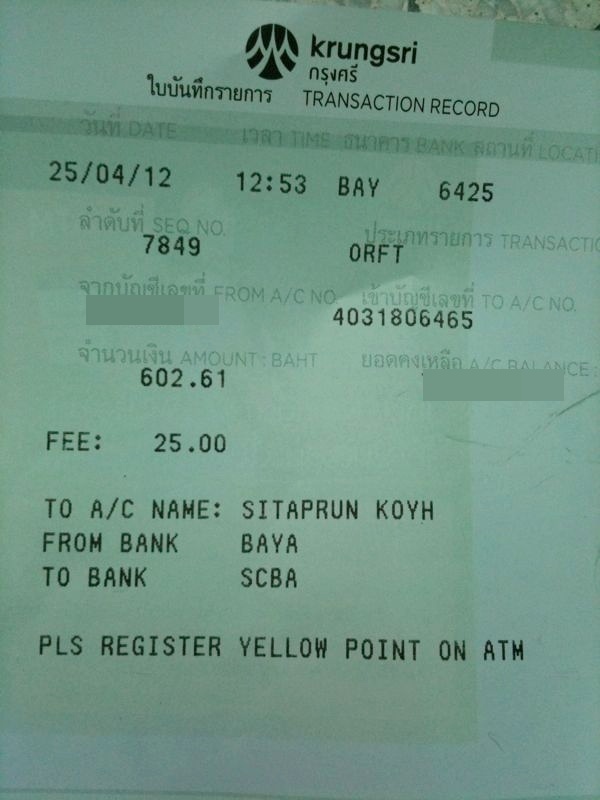 krungsri
กรุงศรี
ใบบันทึกรายการ TRANSACTION RECORD
วันที่ DATE เวลา TIME ธนาคาร BANK สถานที่ LOCATI
25/04/12 12:53 BAY 6425
ลำดับที่ SEQ NO. ประเภทรายการ TRANSACTIO
7849 ORFT
จากบัญชีเลขที่ FROM A/C NO. เข้าบัญชีเลขที่ TO A/C NO.
4031806465
จำนวนเงิน AMOUNT : BAHT ยอดคงเหลือ A/C BALANCE :
602.61
FEE: 25.00
TO A/C NAME: SITAPRUN KOYH
FROM BANK BAYA
TO BANK SCBA
PLS REGISTER YELLOW POINT ON ATM